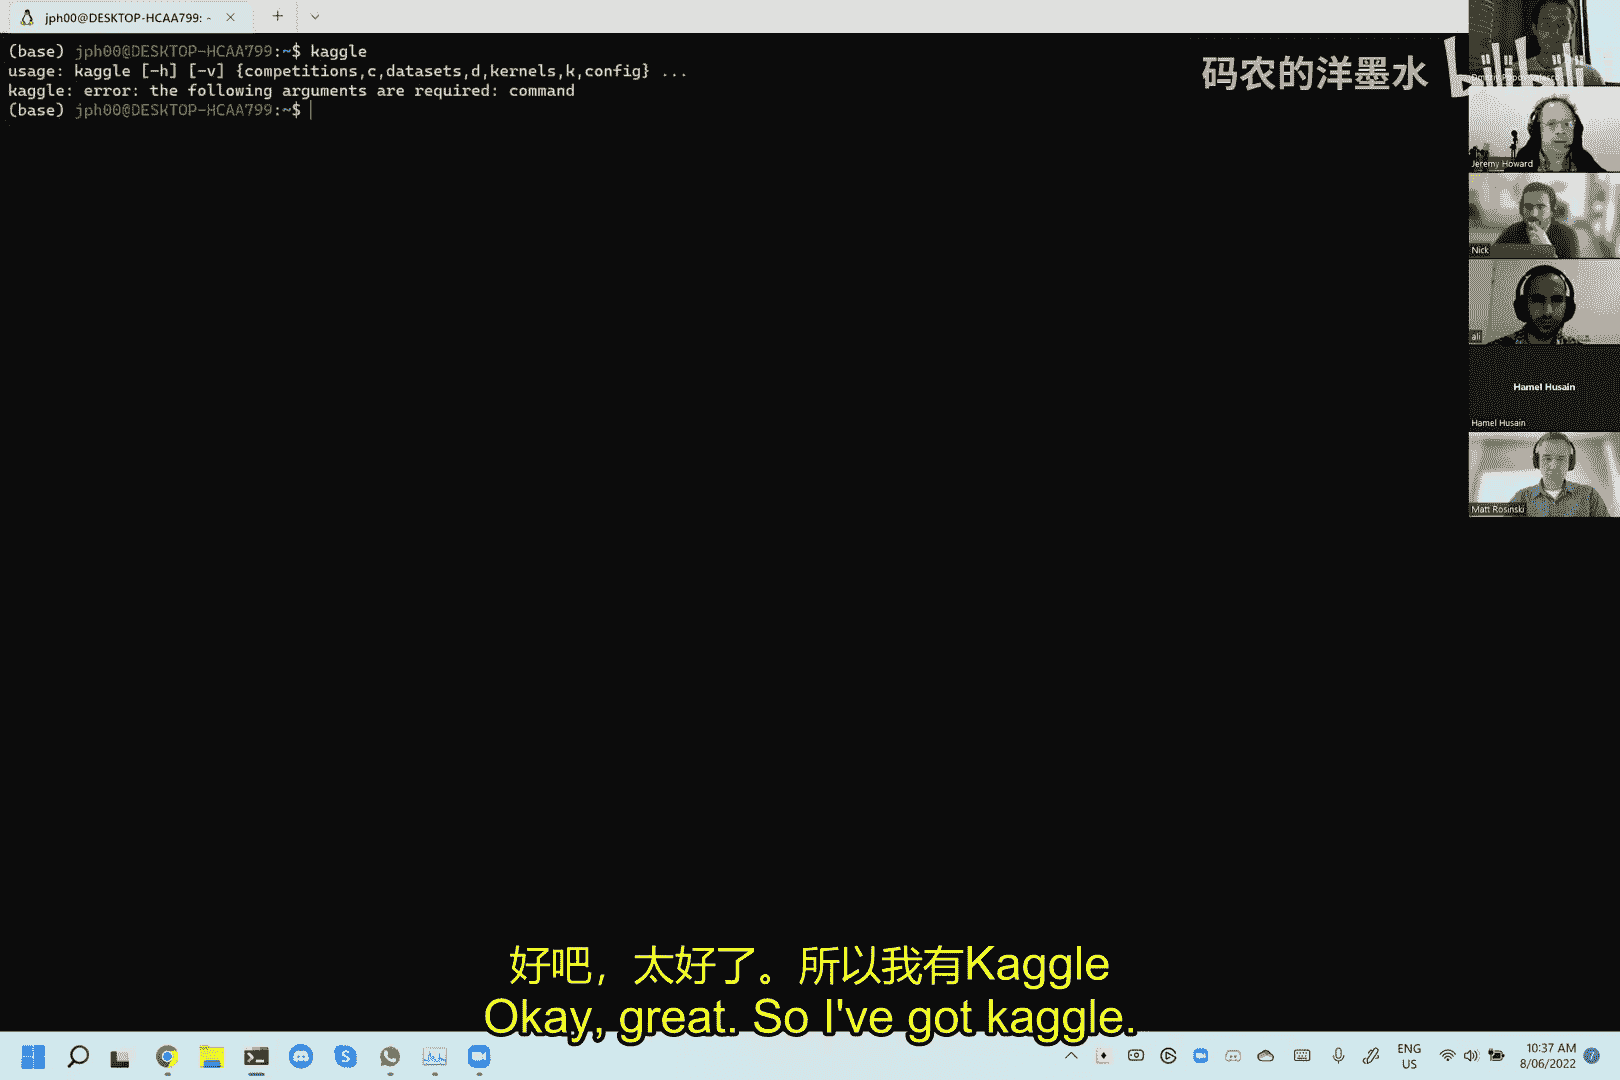 jph00@DESKTOP-HCAA799: ~
(base) jph00@DESKTOP-HCAA799:~$ kaggle
usage: kaggle [-h] [-v] {competitions,c,datasets,d,kernels,k,config} ...
kaggle: error: the following arguments are required: command
(base) jph00@DESKTOP-HCAA799:~$
码农的洋墨水
bilibili
Jeremy Howard
Nick
ali
Hamel Husain
Hamel Husain
Matt Rosinski
好吧，太好了。所以我有Kaggle
Okay, great. So I've got kaggle.
ENG
US
10:37 AM
8/06/2022